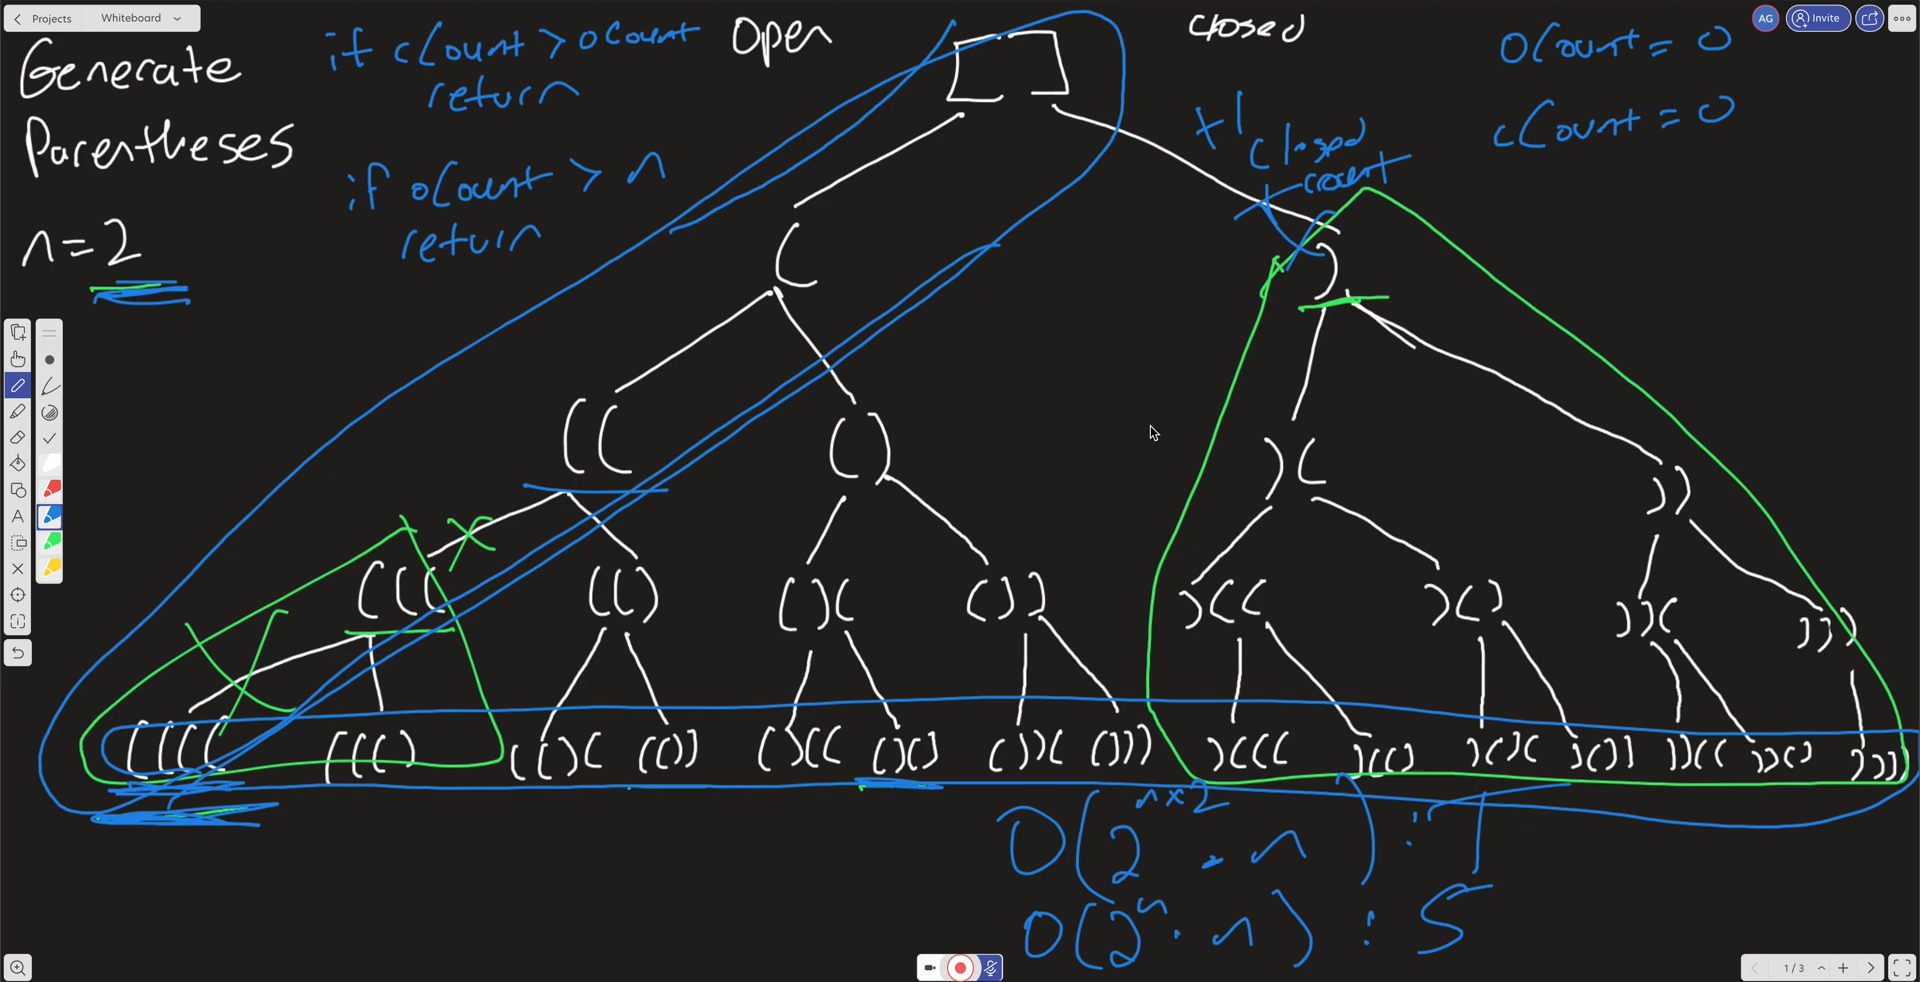 Projects
Whiteboard
AG
Invite
Generate
Parentheses
n=2
if cCount > oCount
return
if oCount > n
return
Open
closed
oCount = 0
cCount = 0
+1
closed
count
[ ]
(
)
((
()
)(
))
(((
(()
()(
())
)((
)()
))(
)))
((((
((()
(()(
(())
()((
()()
())(
()))
)(((
)(()
)()(
)())
))((
))()
))))
O(2^n×2 · n) : T
O(2^n · n) : S
A
1 / 3